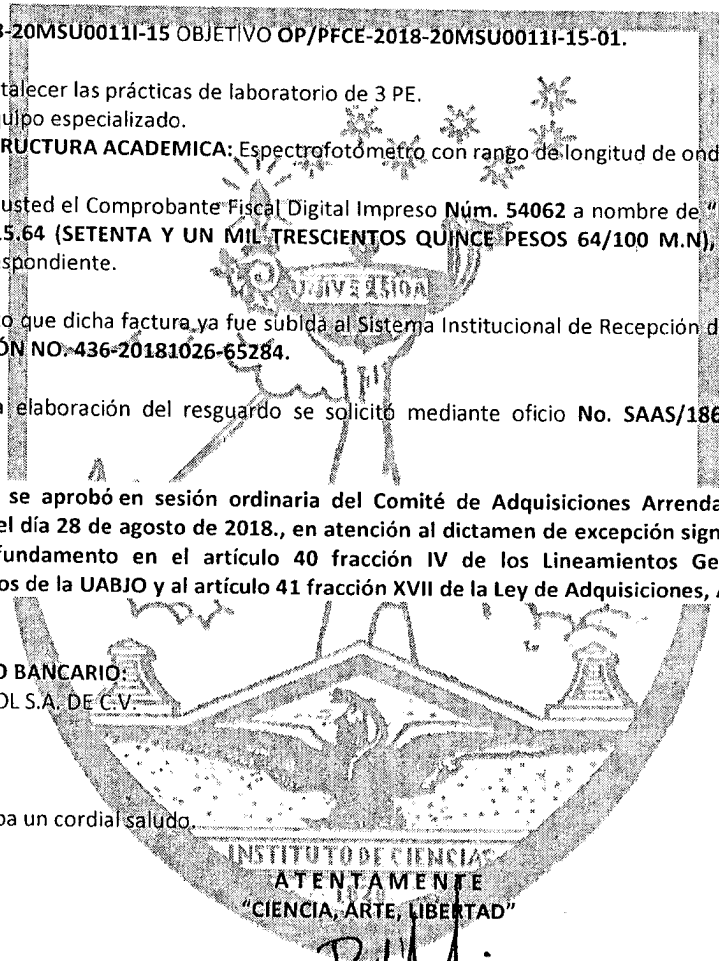 8-20MSU0011I-15 OBJETIVO OP/PFCE-2018-20MSU0011I-15-01.
talecer las prácticas de laboratorio de 3 PE.
quipo especializado.
RUCTURA ACADEMICA: Espectrofotómetro con rango de longitud de ond
usted el Comprobante Fiscal Digital Impreso Núm. 54062 a nombre de "
15.64 (SETENTA Y UN MIL TRESCIENTOS QUINCE PESOS 64/100 M.N),
spondiente.
UNIVERSIDA
o que dicha factura ya fue subida al Sistema Institucional de Recepción d
ÓN NO. 436-20181026-65284.
a elaboración del resguardo se solicitó mediante oficio No. SAAS/186
se aprobó en sesión ordinaria del Comité de Adquisiciones Arrenda
el día 28 de agosto de 2018., en atención al dictamen de excepción sign
fundamento en el artículo 40 fracción IV de los Lineamientos Ge
os de la UABJO y al artículo 41 fracción XVII de la Ley de Adquisiciones, A
O BANCARIO:
OL S.A. DE C.V.
ba un cordial saludo.
INSTITUTO DE CIENCIAS
ATENTAMENTE
"CIENCIA, ARTE, LIBERTAD"